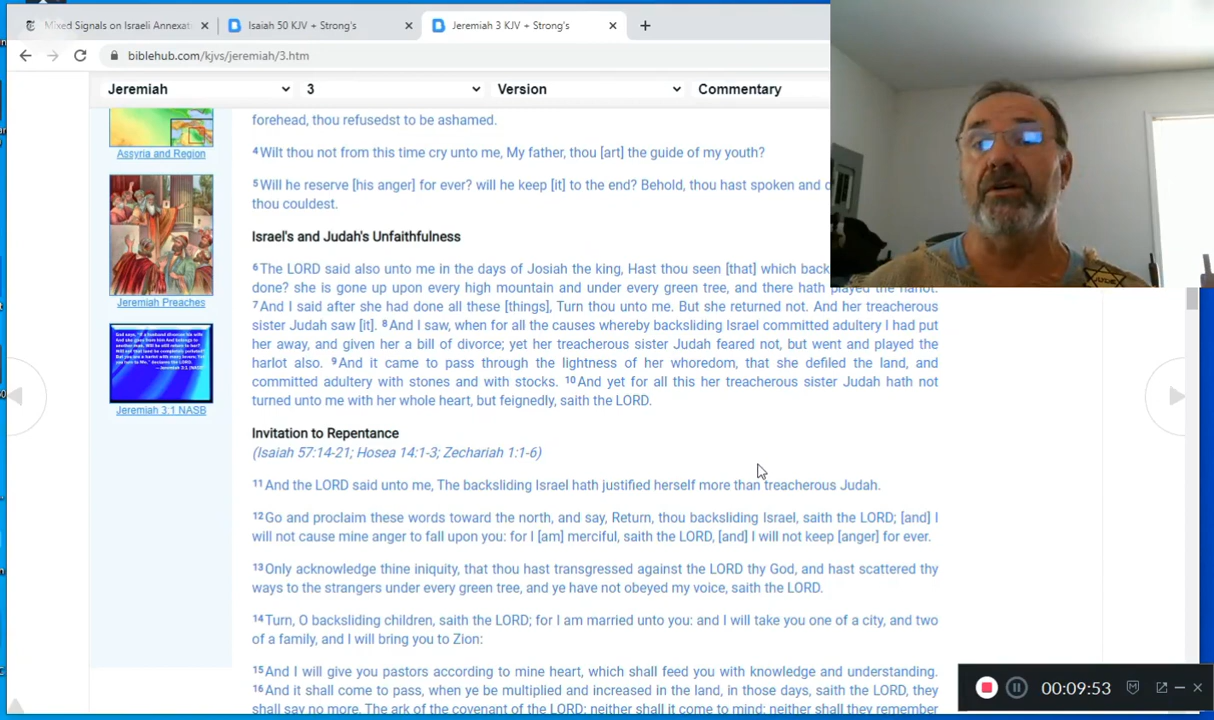 Mixed Signals on Israeli Annexati
Isaiah 50 KJV + Strong's
Jeremiah 3 KJV + Strong's
biblehub.com/kjvs/jeremiah/3.htm
Jeremiah 3 Version Commentary
forehead, thou refusedst to be ashamed.
Assyria and Region
4 Wilt thou not from this time cry unto me, My father, thou [art] the guide of my youth?
5 Will he reserve [his anger] for ever? will he keep [it] to the end? Behold, thou hast spoken and
thou couldest.
Israel's and Judah's Unfaithfulness
6 The LORD said also unto me in the days of Josiah the king, Hast thou seen [that] which back
done? she is gone up upon every high mountain and under every green tree, and there hath played the harlot.
Jeremiah Preaches
7 And I said after she had done all these [things], Turn thou unto me. But she returned not. And her treacherous
sister Judah saw [it]. 8 And I saw, when for all the causes whereby backsliding Israel committed adultery I had put
her away, and given her a bill of divorce; yet her treacherous sister Judah feared not, but went and played the
harlot also. 9 And it came to pass through the lightness of her whoredom, that she defiled the land, and
committed adultery with stones and with stocks. 10 And yet for all this her treacherous sister Judah hath not
turned unto me with her whole heart, but feignedly, saith the LORD.
Jeremiah 3:1 NASB
Invitation to Repentance
(Isaiah 57:14-21; Hosea 14:1-3; Zechariah 1:1-6)
11 And the LORD said unto me, The backsliding Israel hath justified herself more than treacherous Judah.
12 Go and proclaim these words toward the north, and say, Return, thou backsliding Israel, saith the LORD; [and] I
will not cause mine anger to fall upon you: for I [am] merciful, saith the LORD, [and] I will not keep [anger] for ever.
13 Only acknowledge thine iniquity, that thou hast transgressed against the LORD thy God, and hast scattered thy
ways to the strangers under every green tree, and ye have not obeyed my voice, saith the LORD.
14 Turn, O backsliding children, saith the LORD; for I am married unto you: and I will take you one of a city, and two
of a family, and I will bring you to Zion:
15 And I will give you pastors according to mine heart, which shall feed you with knowledge and understanding.
16 And it shall come to pass, when ye be multiplied and increased in the land, in those days, saith the LORD, they
shall say no more, The ark of the covenant of the LORD: neither shall it come to mind: neither shall they remember
00:09:53